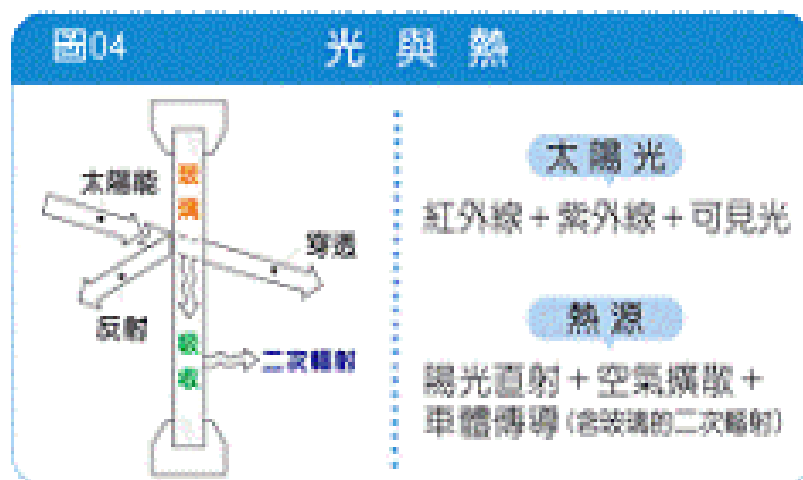 圖04
光與熱
太陽能
玻璃
穿透
反射
吸收
二次輻射
太陽光
紅外線+紫外線+可見光
熱源
陽光直射+空氣擴散+
車體傳導(含玻璃的二次輻射)